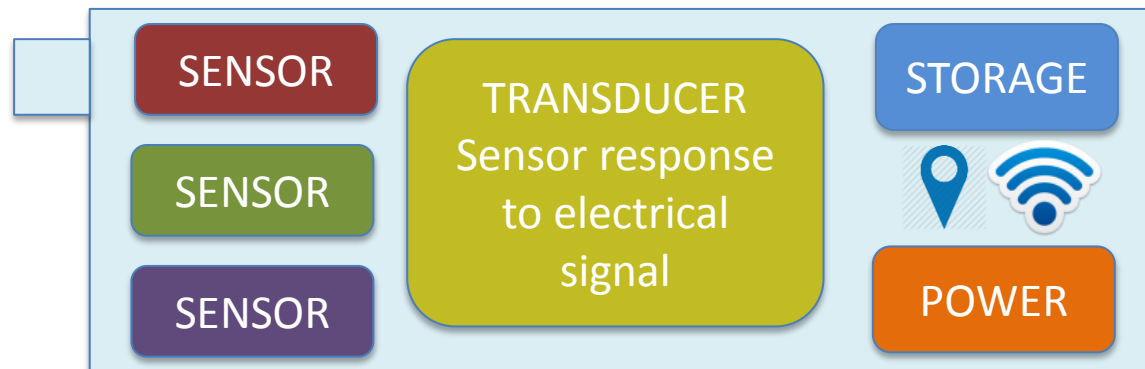 SENSOR
SENSOR
SENSOR
TRANSDUCER
Sensor response
to electrical
signal
STORAGE
POWER